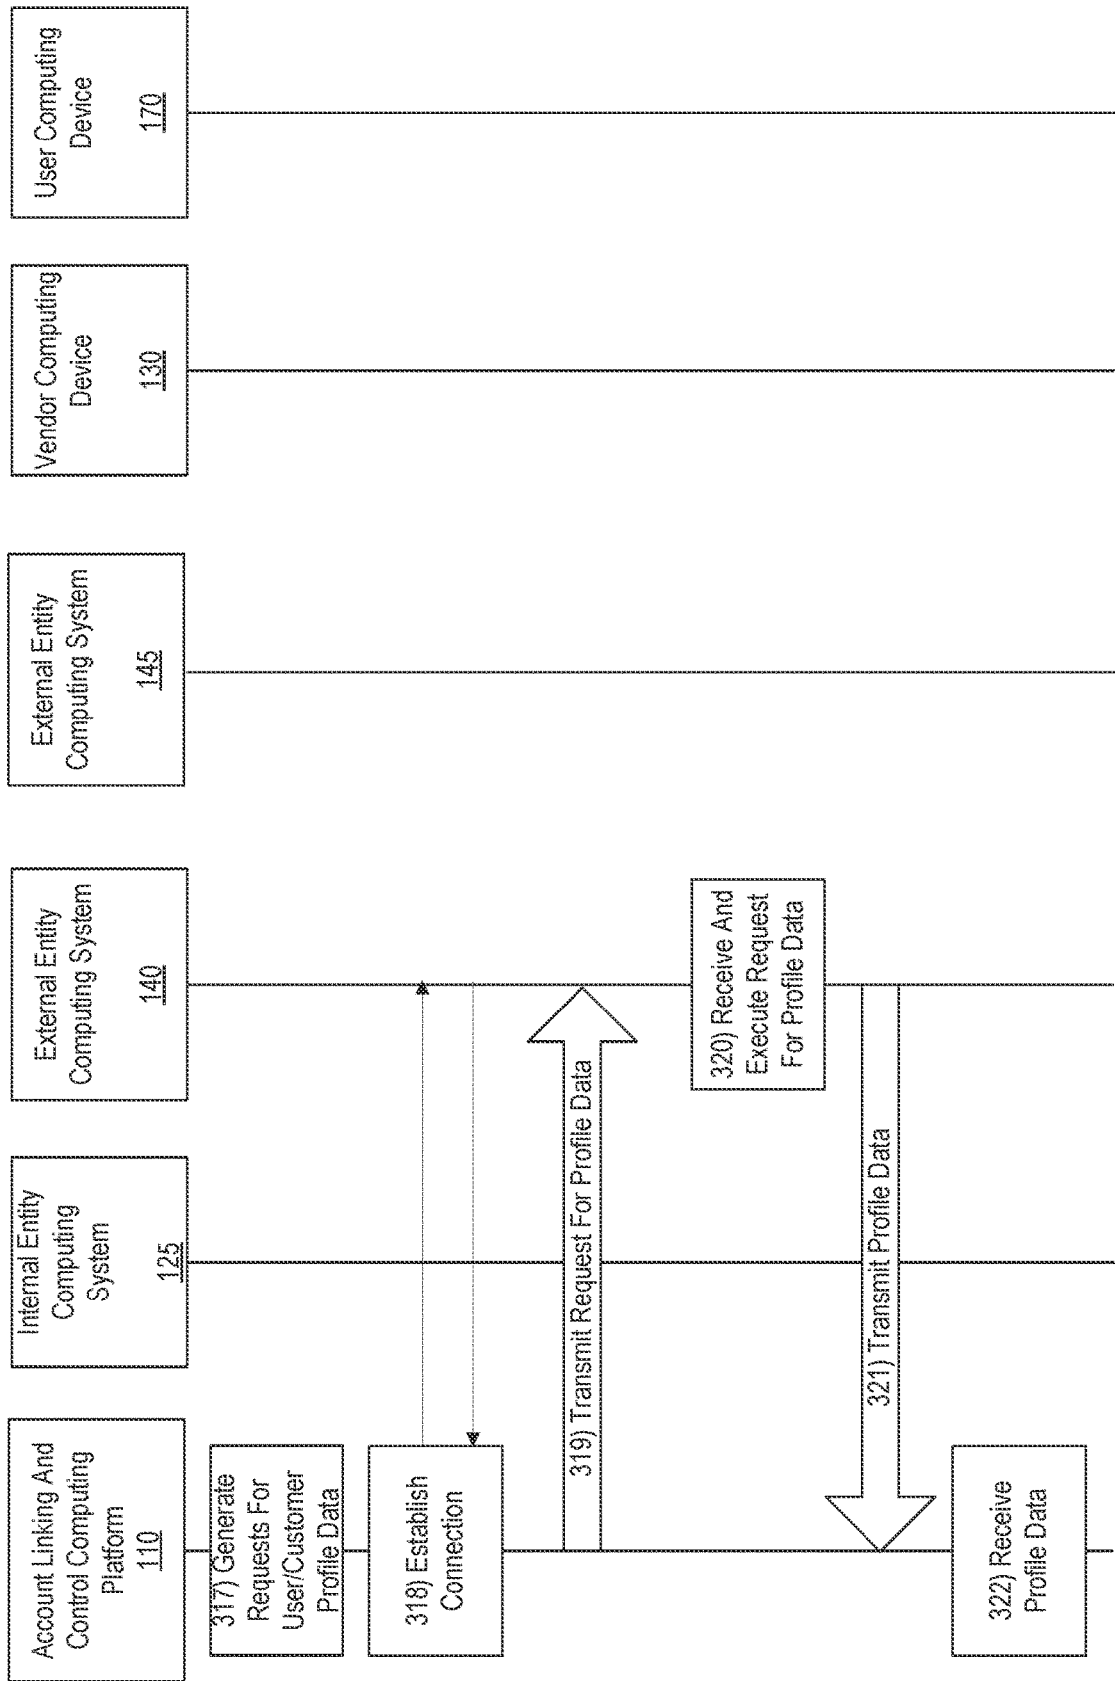 Account Linking And
Control Computing
Platform
110
Internal Entity
Computing
System
125
External Entity
Computing System
140
External Entity
Computing System
145
Vendor Computing
Device
130
User Computing
Device
170
317) Generate
Requests For
User/Customer
Profile Data
318) Establish
Connection
319) Transmit Request For Profile Data
320) Receive And
Execute Request
For Profile Data
321) Transmit Profile Data
322) Receive
Profile Data